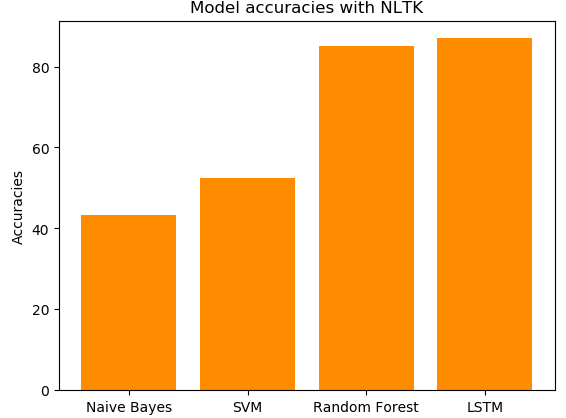 Model accuracies with NLTK
Accuracies
80
60
40
20
0
Naive Bayes SVM Random Forest LSTM